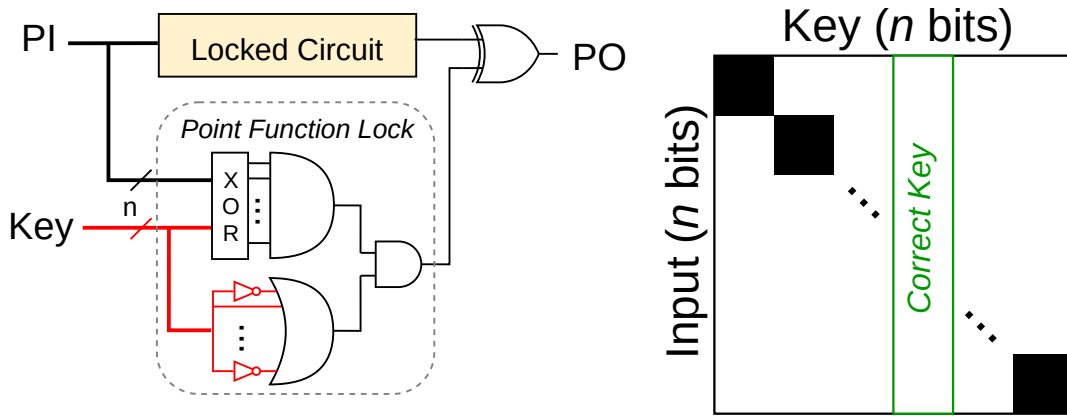 PI
Locked Circuit
PO
Point Function Lock
X
O
R
n
Key
Key (n bits)
Input (n bits)
Correct Key